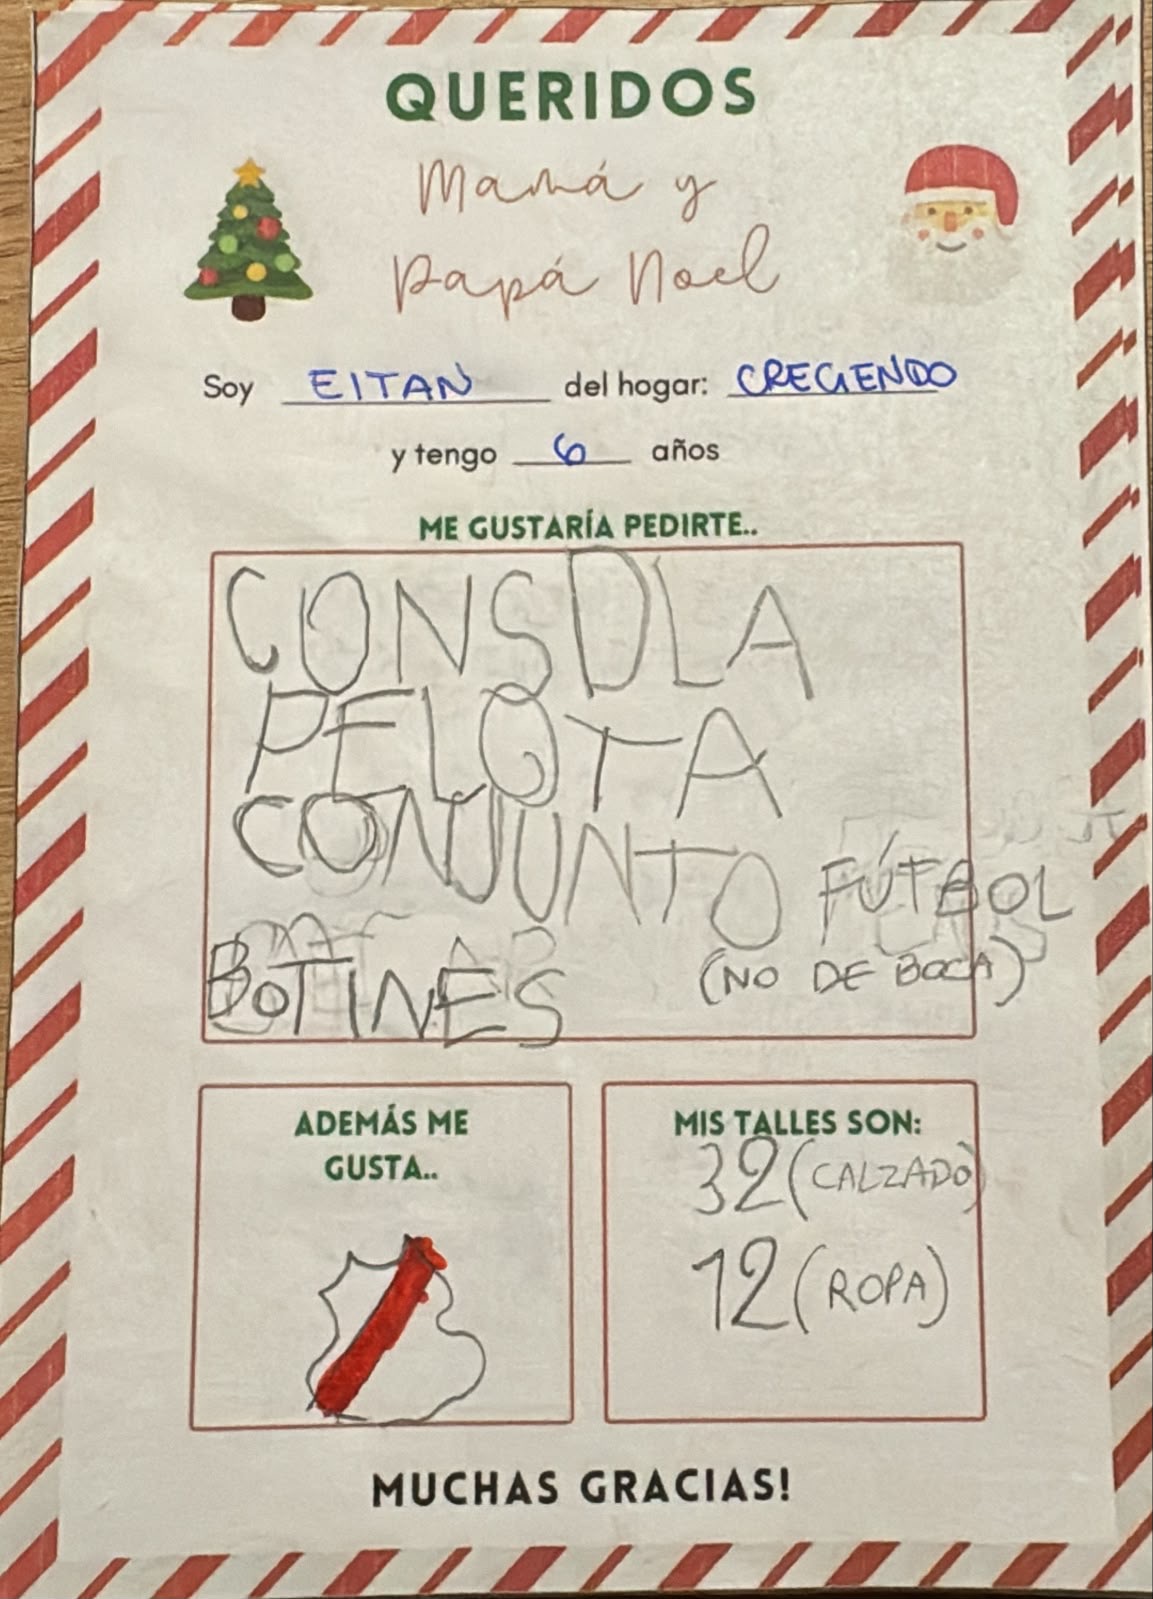 QUERIDOS
Mamá y
Papá Noel
Soy EITAN del hogar: CRECIENDO
y tengo 6 años
ME GUSTARÍA PEDIRTE..
CONSOLA
PELOTA
CONJUNTO FÚTBOL
(NO DE BOCA)
BOTINES
ADEMÁS ME
GUSTA..
MIS TALLES SON:
32 (CALZADO)
12 (ROPA)
MUCHAS GRACIAS!